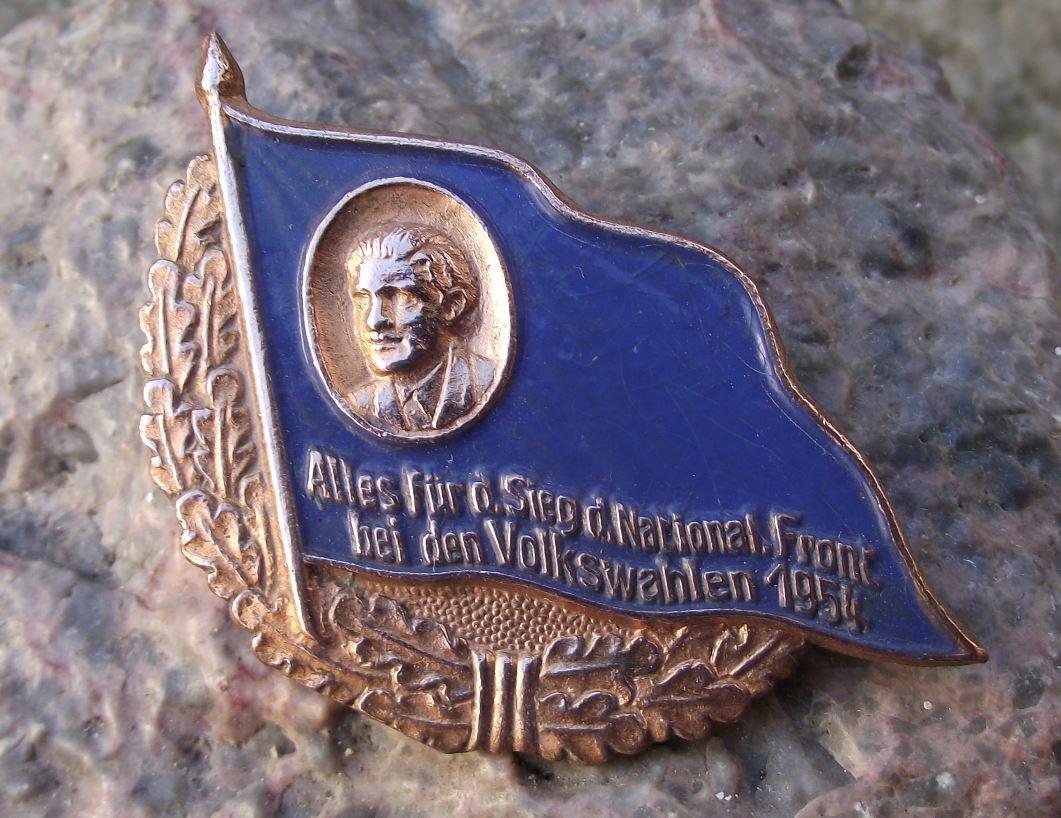 Alles für d. Sieg d. National. Front
bei den Volkswahlen 1954.